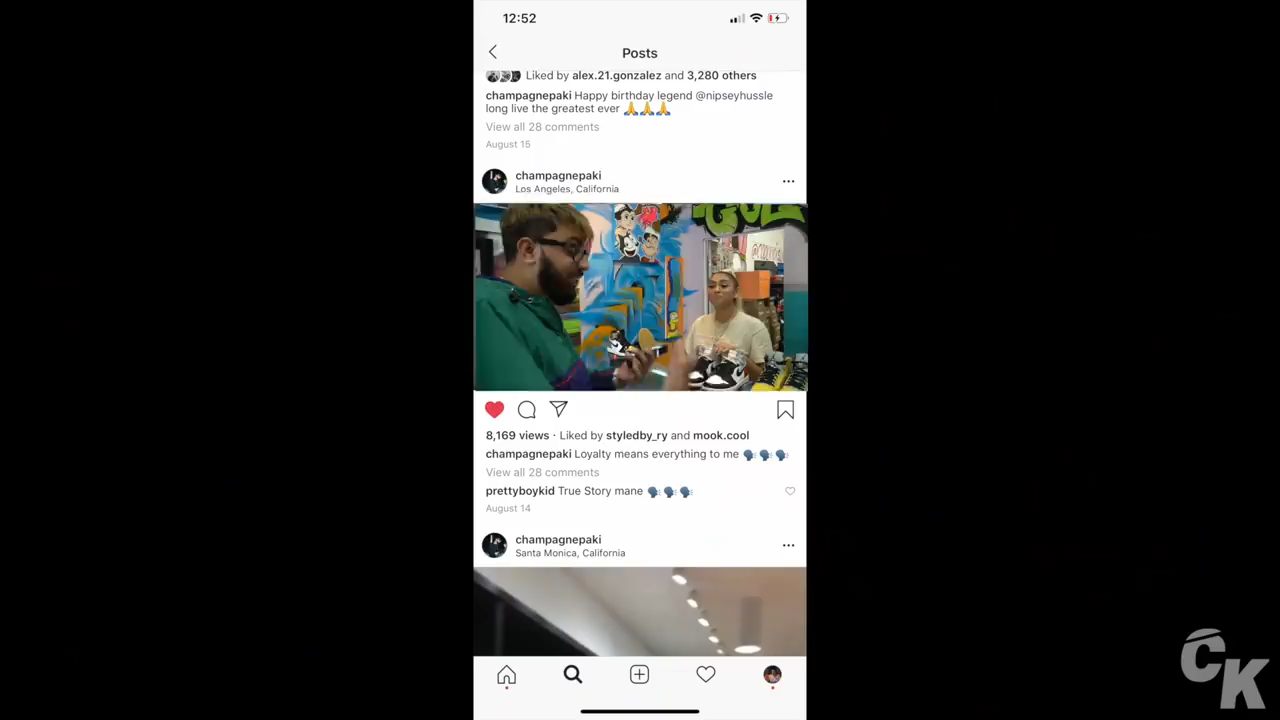 12:52
Posts
Liked by alex.21.gonzalez and 3,280 others
champagnepaki Happy birthday legend @nipseyhussle
long live the greatest ever 🙏🙏🙏
View all 28 comments
August 15
champagnepaki
Los Angeles, California
8,169 views · Liked by styledby_ry and mook.cool
champagnepaki Loyalty means everything to me 🗣️🗣️🗣️
View all 28 comments
prettyboykid True Story mane 🗣️🗣️🗣️
August 14
champagnepaki
Santa Monica, California
CK